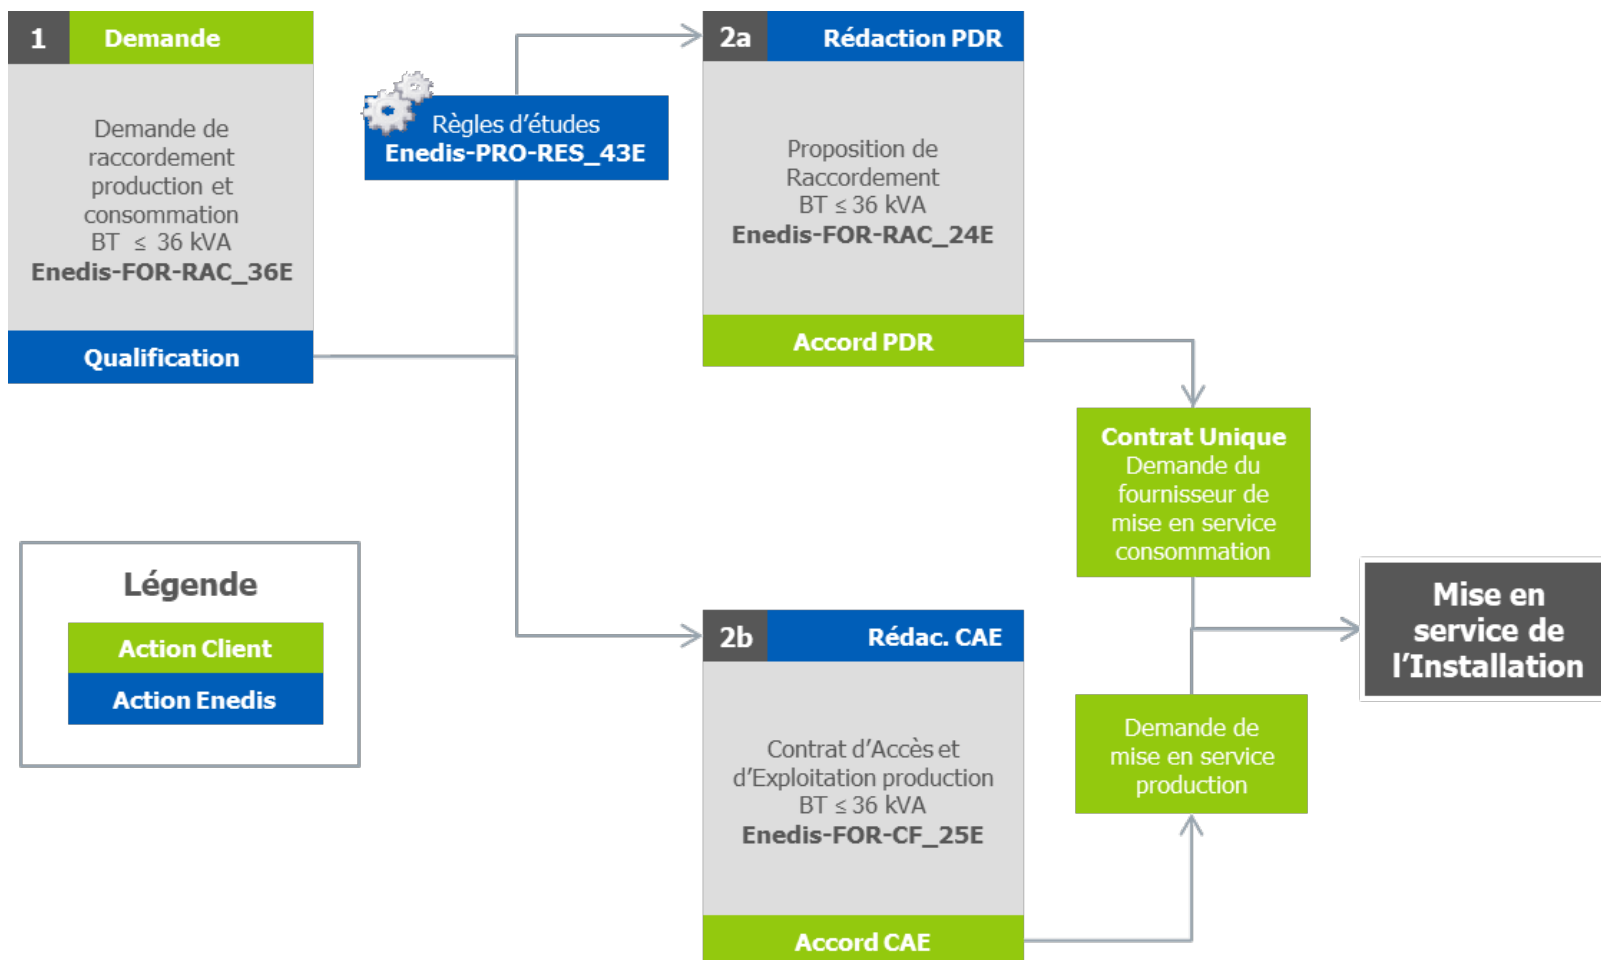 1 Demande
Demande de
raccordement
production et
consommation
BT ≤ 36 kVA
Enedis-FOR-RAC_36E
Qualification
Règles d’études
Enedis-PRO-RES_43E
2a Rédaction PDR
Proposition de
Raccordement
BT ≤ 36 kVA
Enedis-FOR-RAC_24E
Accord PDR
Contrat Unique
Demande du
fournisseur de
mise en service
consommation
Légende
Action Client
Action Enedis
2b Rédac. CAE
Contrat d’Accès et
d’Exploitation production
BT ≤ 36 kVA
Enedis-FOR-CF_25E
Accord CAE
Demande de
mise en service
production
Mise en
service de
l’Installation